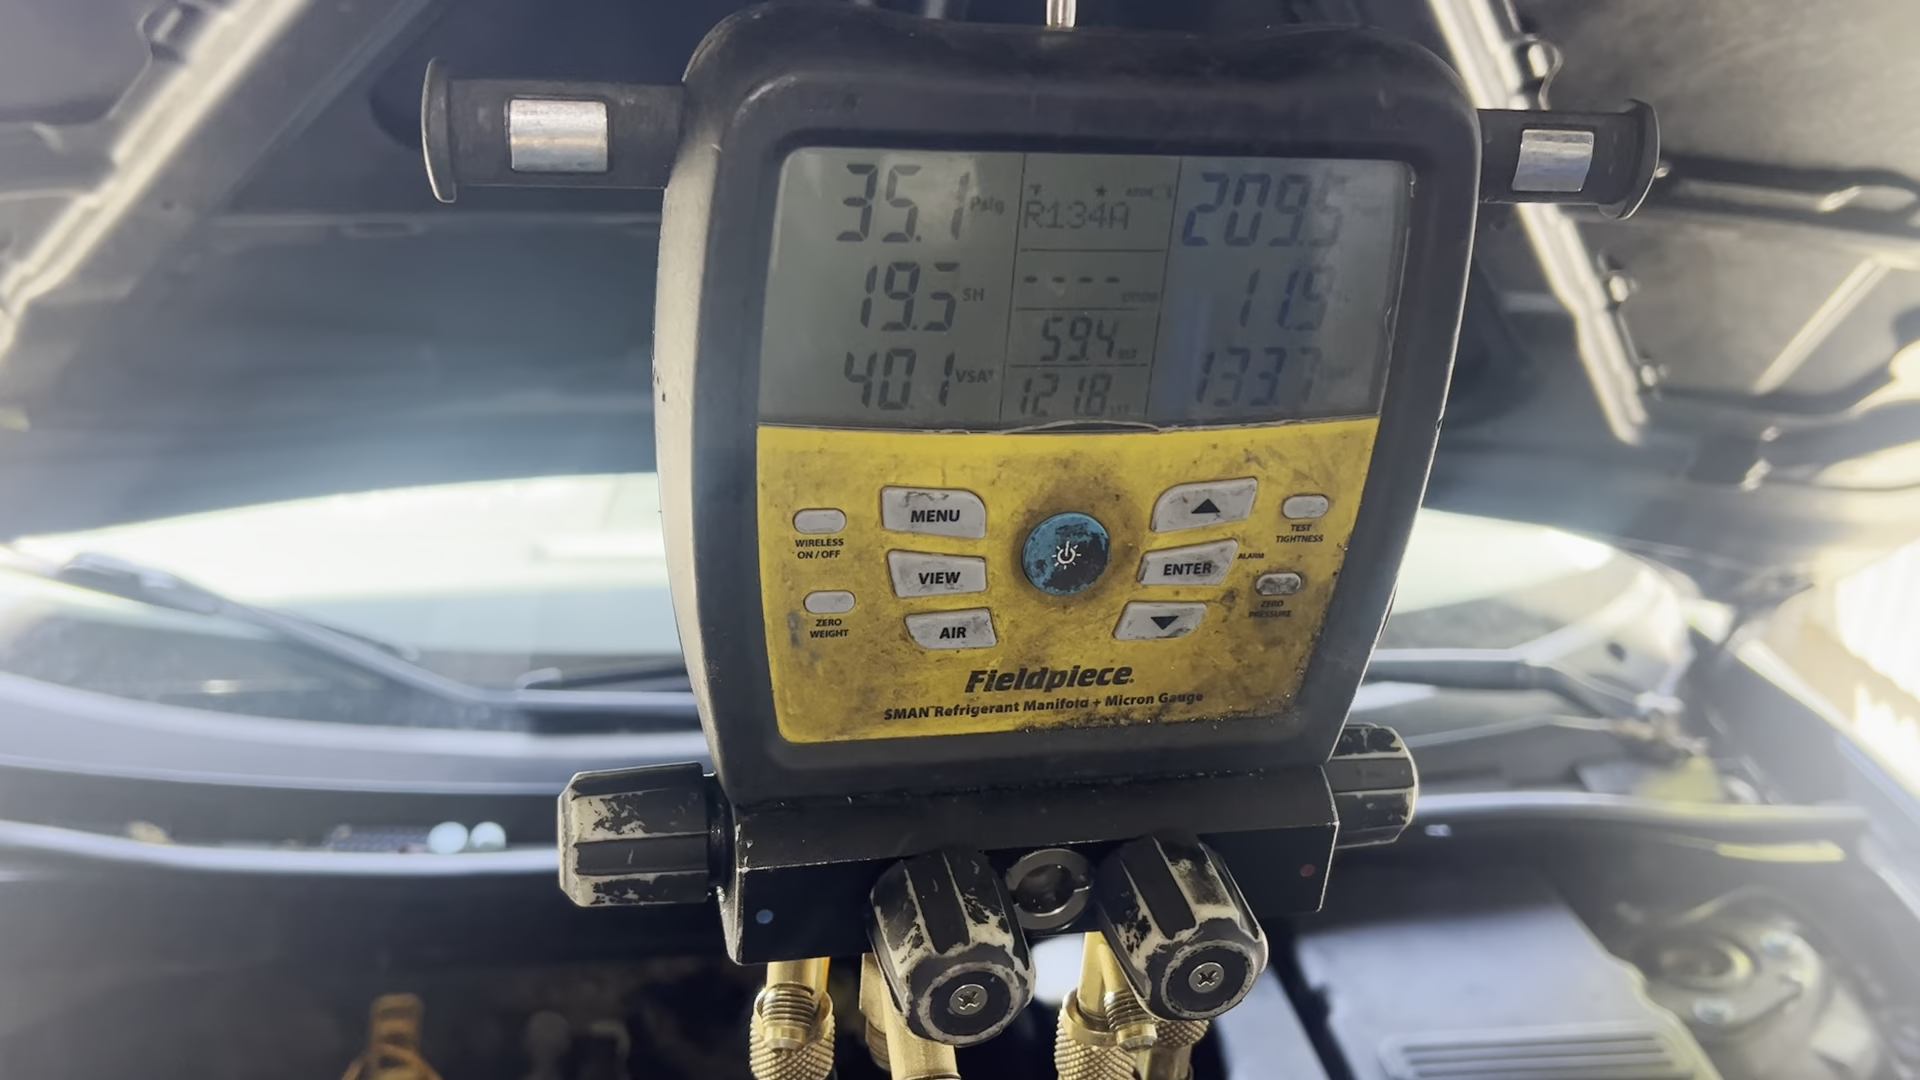 35.1 Psig
R134A
209.5
19.3 SH
----
11.9
59.4
40.1 VSAT
121.8
133.7
MENU
WIRELESS
ON / OFF
TEST
TIGHTNESS
VIEW
ENTER
ALARM
ZERO
WEIGHT
ZERO
PRESSURE
AIR
Fieldpiece
SMAN™ Refrigerant Manifold + Micron Gauge